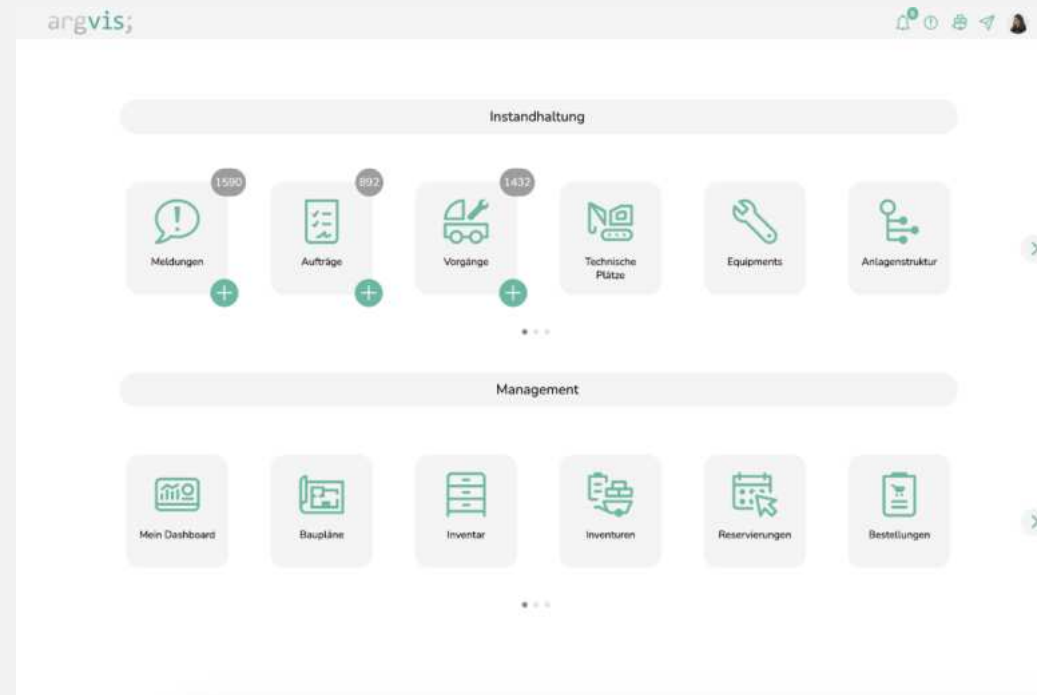 argvis;
Instandhaltung
1590
892
1432
Meldungen
Aufträge
Vorgänge
Technische
Plätze
Equipments
Anlagenstruktur
Management
Mein Dashboard
Baupläne
Inventar
Inventuren
Reservierungen
Bestellungen